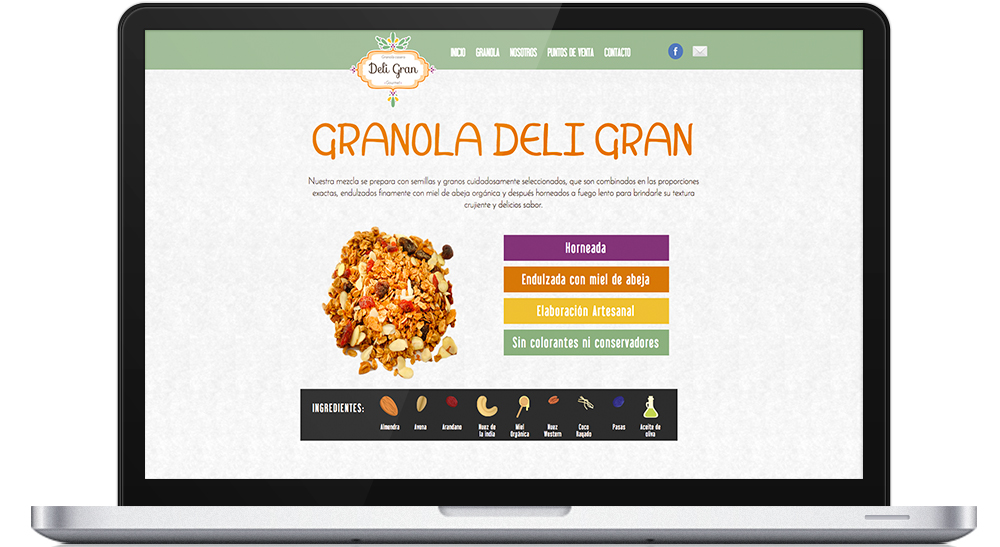 Deli Gran
INICIO GRANOLA NOSOTROS PUNTOS DE VENTA CONTACTO
f
GRANOLA DELI GRAN
Nuestra mezcla se prepara con semillas y granos cuidadosamente seleccionados, que son combinados en las proporciones
exactas, endulzados finamente con miel de abeja orgánica y después horneados a fuego lento para brindarle su textura
crujiente y delicios sabor.
Horneada
Endulzada con miel de abeja
Elaboración Artesanal
Sin colorantes ni conservadores
INGREDIENTES:
Almendra
Avena
Arandano
Nuez de
la india
Miel
Orgánica
Nuez
Western
Coco
Rayado
Pasas
Aceite de
oliva